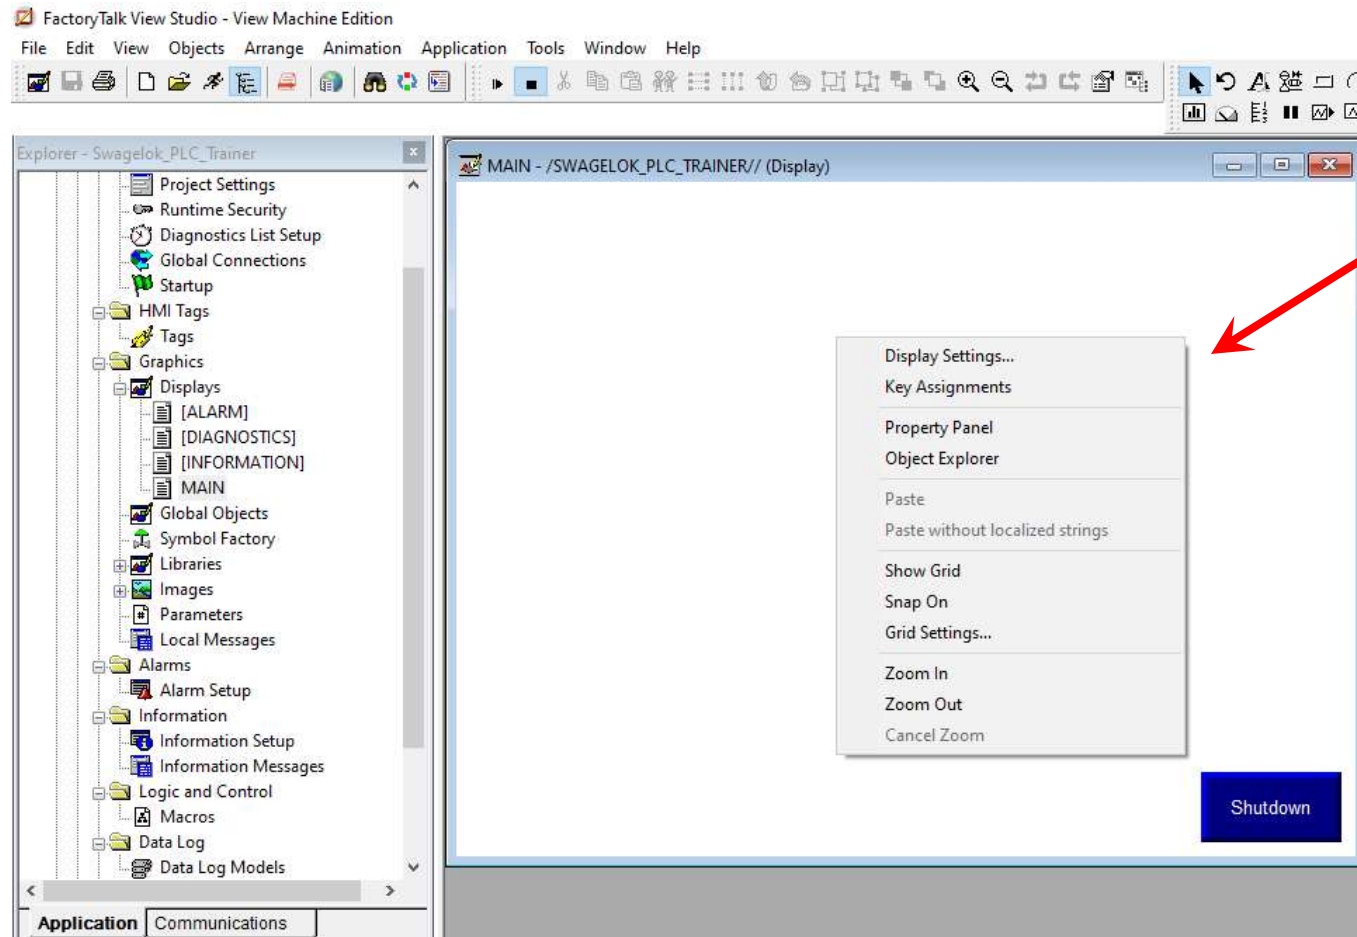 FactoryTalk View Studio - View Machine Edition
File Edit View Objects Arrange Animation Application Tools Window Help
Explorer - Swagelok_PLC_Trainer
Project Settings
Runtime Security
Diagnostics List Setup
Global Connections
Startup
HMI Tags
Tags
Graphics
Displays
[ALARM]
[DIAGNOSTICS]
[INFORMATION]
MAIN
Global Objects
Symbol Factory
Libraries
Images
Parameters
Local Messages
Alarms
Alarm Setup
Information
Information Setup
Information Messages
Logic and Control
Macros
Data Log
Data Log Models
Application Communications
MAIN - /SWAGELOK_PLC_TRAINER// (Display)
Display Settings...
Key Assignments
Property Panel
Object Explorer
Paste
Paste without localized strings
Show Grid
Snap On
Grid Settings...
Zoom In
Zoom Out
Cancel Zoom
Shutdown